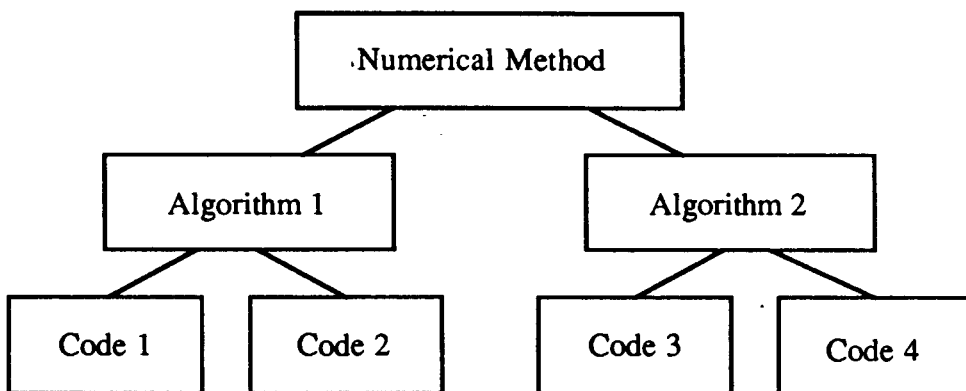 Numerical Method
Algorithm 1
Algorithm 2
Code 1
Code 2
Code 3
Code 4